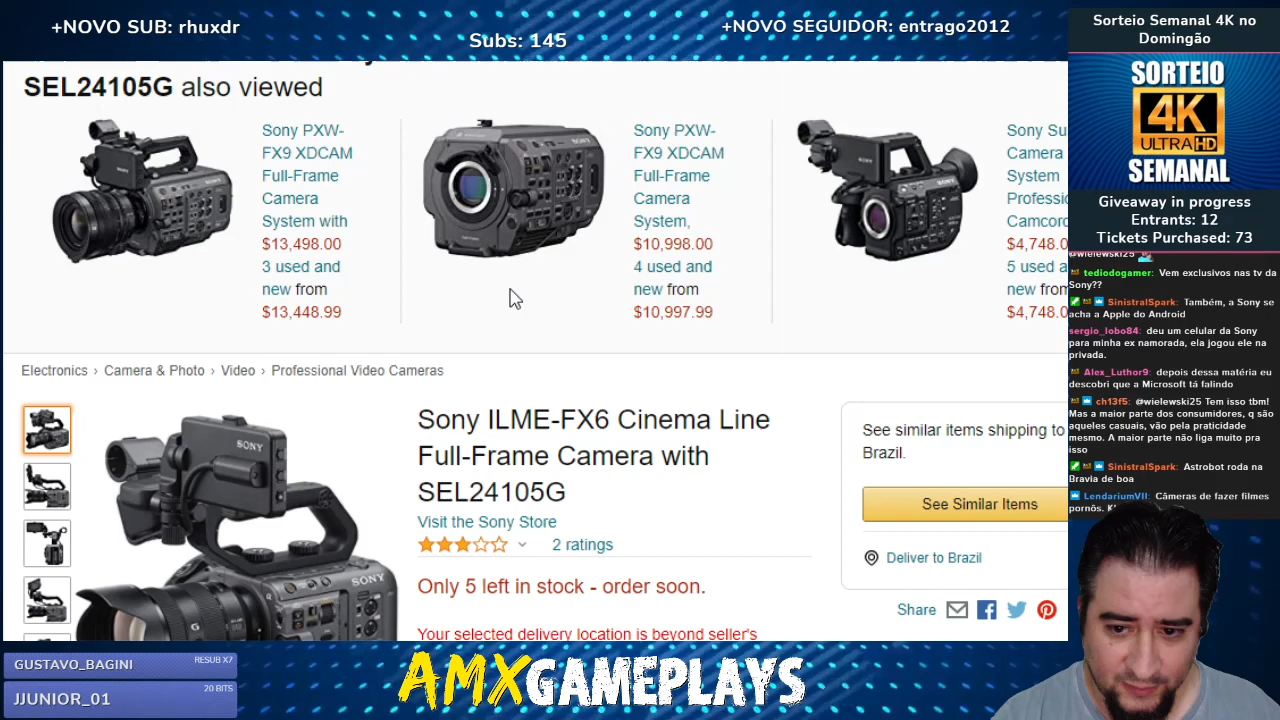 +NOVO SUB: rhuxdr
Subs: 145
+NOVO SEGUIDOR: entrago2012
Sorteio Semanal 4K no
Domingão
SORTEIO
4K
ULTRA HD
SEMANAL
Giveaway in progress
Entrants: 12
Tickets Purchased: 73
SEL24105G also viewed
Sony PXW-
FX9 XDCAM
Full-Frame
Camera
System with
$13,498.00
3 used and
new from
$13,448.99
Sony PXW-
FX9 XDCAM
Full-Frame
Camera
System,
$10,998.00
4 used and
new from
$10,997.99
Sony Su
Camera
System
Professi
Camcord
$4,748.0
5 used a
new from
$4,748.0
Electronics › Camera & Photo › Video › Professional Video Cameras
SONY
SONY
G
Sony ILME-FX6 Cinema Line
Full-Frame Camera with
SEL24105G
Visit the Sony Store
2 ratings
Only 5 left in stock - order soon.
Your selected delivery location is beyond seller's
See similar items shipping to
Brazil.
See Similar Items
Deliver to Brazil
Share
@wielewski25
tediodogamer: Vem exclusivos nas tv da
Sony??
SinistralSpark: Também, a Sony se
acha a Apple do Android
sergio_lobo84: deu um celular da Sony
para minha ex namorada, ela jogou ele na
privada.
Alex_Luthor9: depois dessa matéria eu
descobri que a Microsoft tá falindo
ch13f5: @wielewski25 Tem isso tbm!
Mas a maior parte dos consumidores, q são
aqueles casuais, vão pela praticidade
mesmo. A maior parte não liga muito pra
isso
SinistralSpark: Astrobot roda na
Bravia de boa
LendariumVII: Câmeras de fazer filmes
pornôs.
GUSTAVO_BAGINI
RESUB X7
JJUNIOR_01
20 BITS
AMXGAMEPLAYS